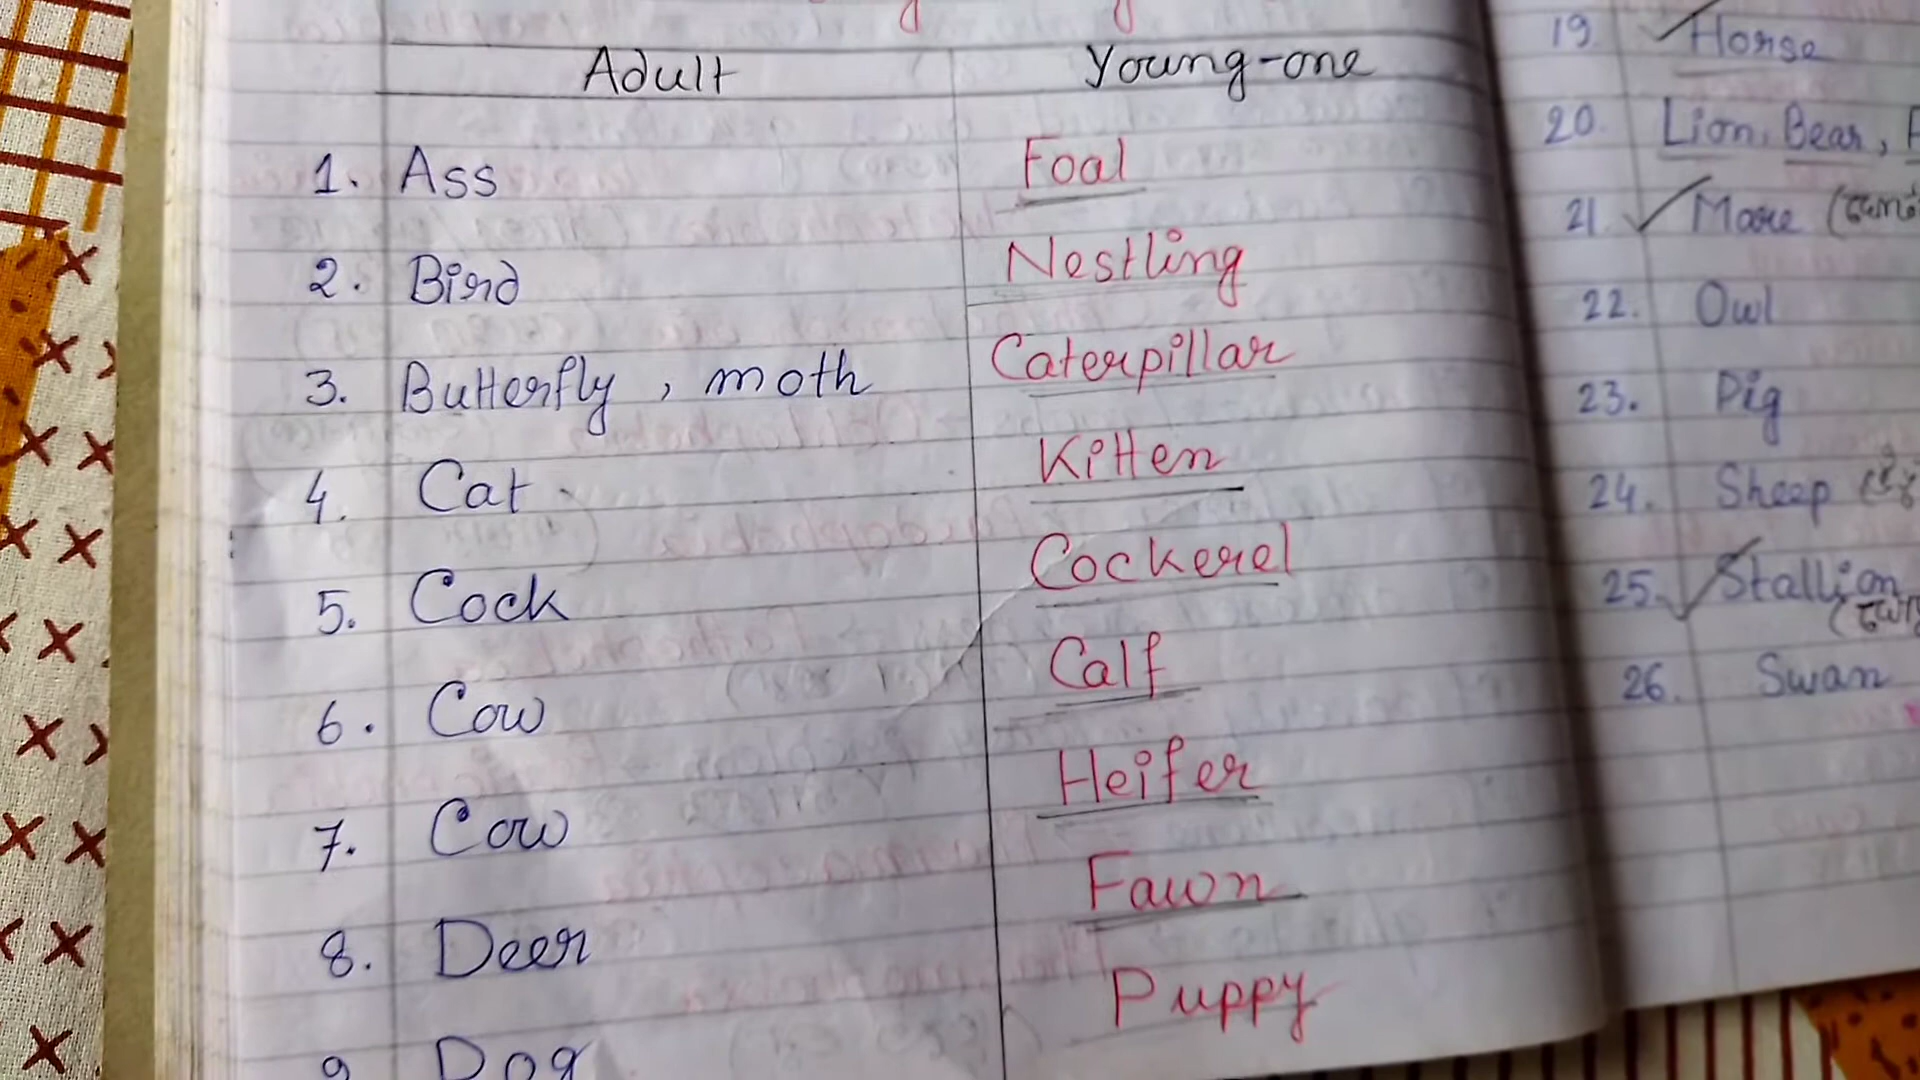 Adult Young-one
1. Ass Foal
2. Bird Nestling
3. Butterfly, moth Caterpillar
4. Cat Kitten
5. Cock Cockerel
6. Cow Calf
7. Cow Heifer
8. Deer Fawn
9 Dog Puppy
19 Horse
20. Lion, Bear,
21. Mare
22. Owl
23. Pig
24. Sheep
25. Stallion
26. Swan